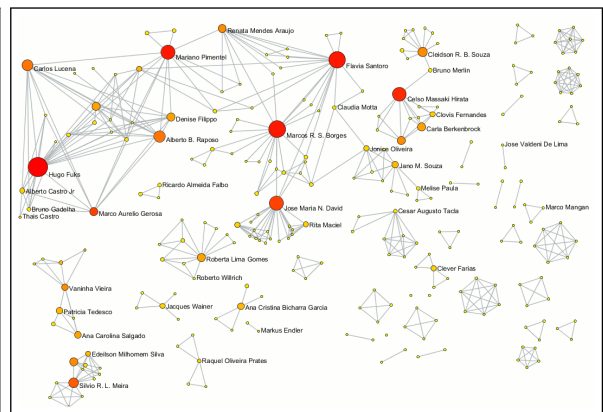 Renata Mendes Araujo
Cleidson R. B. Souza
Mariano Pimentel
Flavia Santoro
Carlos Lucena
Bruno Merlin
Celso Massaki Hirata
Claudia Motta
Clovis Fernandes
Denise Filippo
Carla Berkenbrock
Marcos R. S. Borges
Alberto B. Raposo
Jonice Oliveira
Jose Valdeni De Lima
Jano M. Souza
Hugo Fuks
Ricardo Almeida Falbo
Melise Paula
Alberto Castro Jr
Jose Maria N. David
Bruno Gadelha
Marco Aurelio Gerosa
Cesar Augusto Tacla
Marco Mangan
Thais Castro
Rita Maciel
Roberta Lima Gomes
Clever Farias
Roberto Willrich
Vaninha Vieira
Jacques Wainer
Ana Cristina Bicharra Garcia
Patricia Tedesco
Markus Endler
Ana Carolina Salgado
Edeilson Milhomem Silva
Raquel Oliveira Prates
Silvio R. L. Meira